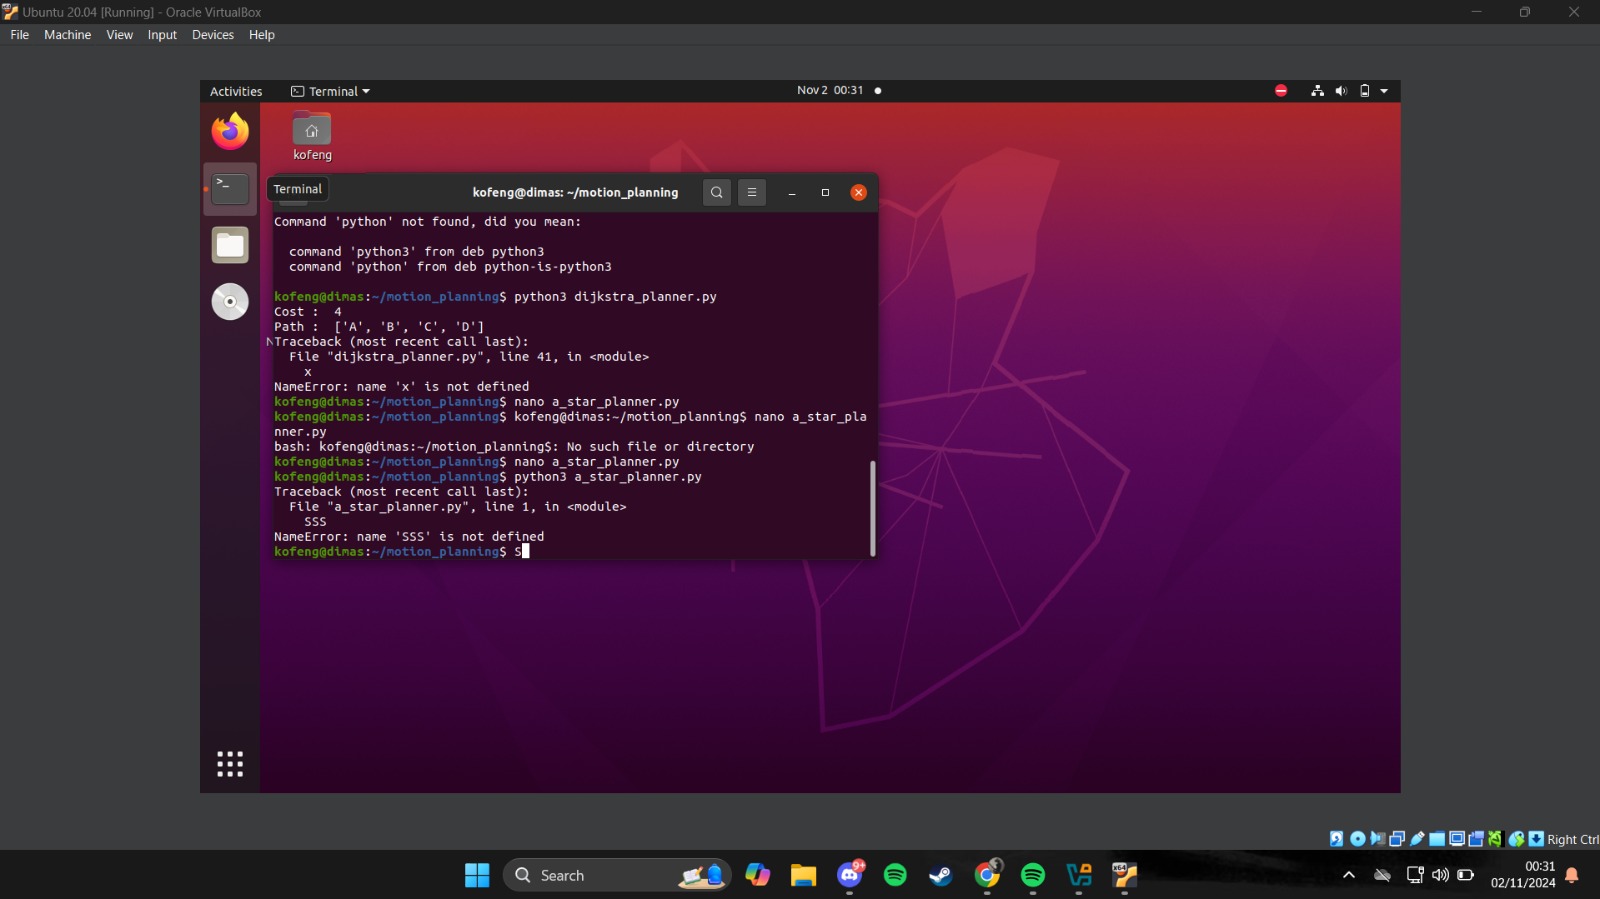 Ubuntu 20.04 [Running] - Oracle VirtualBox
File Machine View Input Devices Help
Activities Terminal Nov 2 00:31
kofeng
Terminal
kofeng@dimas: ~/motion_planning
Command 'python' not found, did you mean:
command 'python3' from deb python3
command 'python' from deb python-is-python3
kofeng@dimas:~/motion_planning$ python3 dijkstra_planner.py
Cost :  4
Path :  ['A', 'B', 'C', 'D']
NTraceback (most recent call last):
File "dijkstra_planner.py", line 41, in <module>
x
NameError: name 'x' is not defined
kofeng@dimas:~/motion_planning$ nano a_star_planner.py
kofeng@dimas:~/motion_planning$ kofeng@dimas:~/motion_planning$ nano a_star_pla
nner.py
bash: kofeng@dimas:~/motion_planning$: No such file or directory
kofeng@dimas:~/motion_planning$ nano a_star_planner.py
kofeng@dimas:~/motion_planning$ python3 a_star_planner.py
Traceback (most recent call last):
File "a_star_planner.py", line 1, in <module>
SSS
NameError: name 'SSS' is not defined
kofeng@dimas:~/motion_planning$ S
Right Ctrl
Search
9+
x64
00:31
02/11/2024